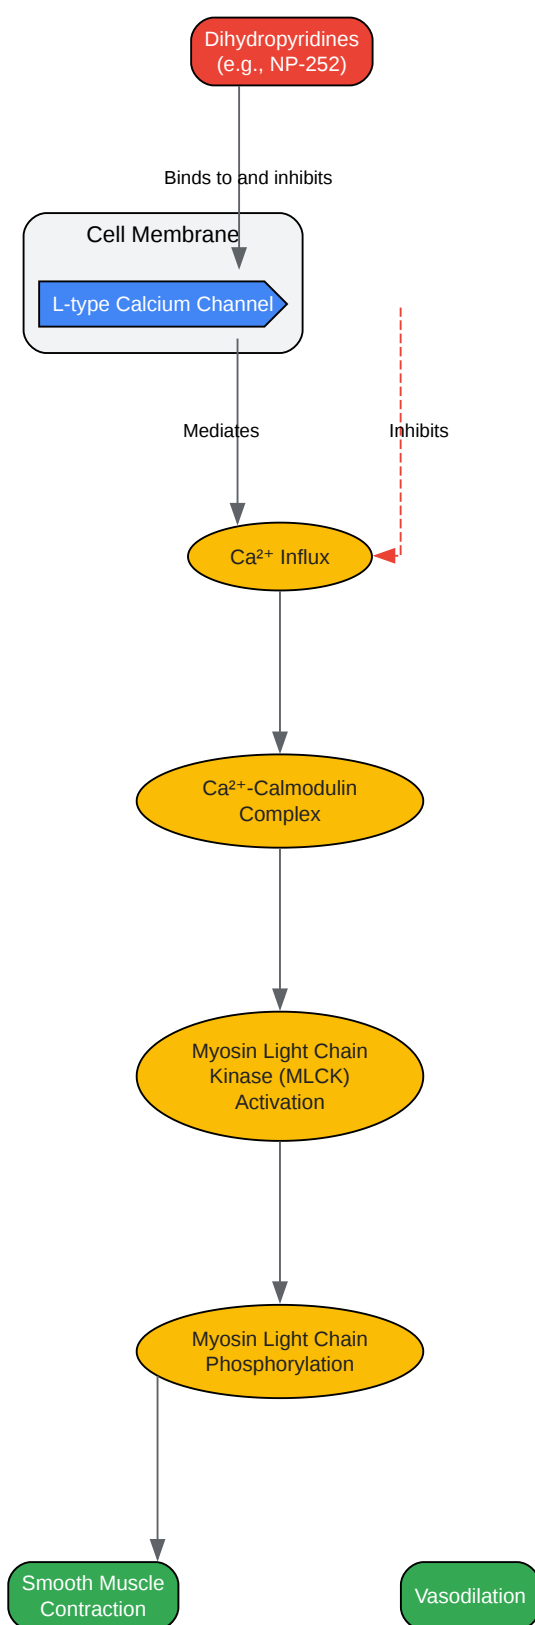 Dihydropyridines
(e.g., NP-252)
Binds to and inhibits
Cell Membrane
L-type Calcium Channel
Mediates
Inhibits
Ca²⁺ Influx
Ca²⁺-Calmodulin
Complex
Myosin Light Chain
Kinase (MLCK)
Activation
Myosin Light Chain
Phosphorylation
Smooth Muscle
Contraction
Vasodilation